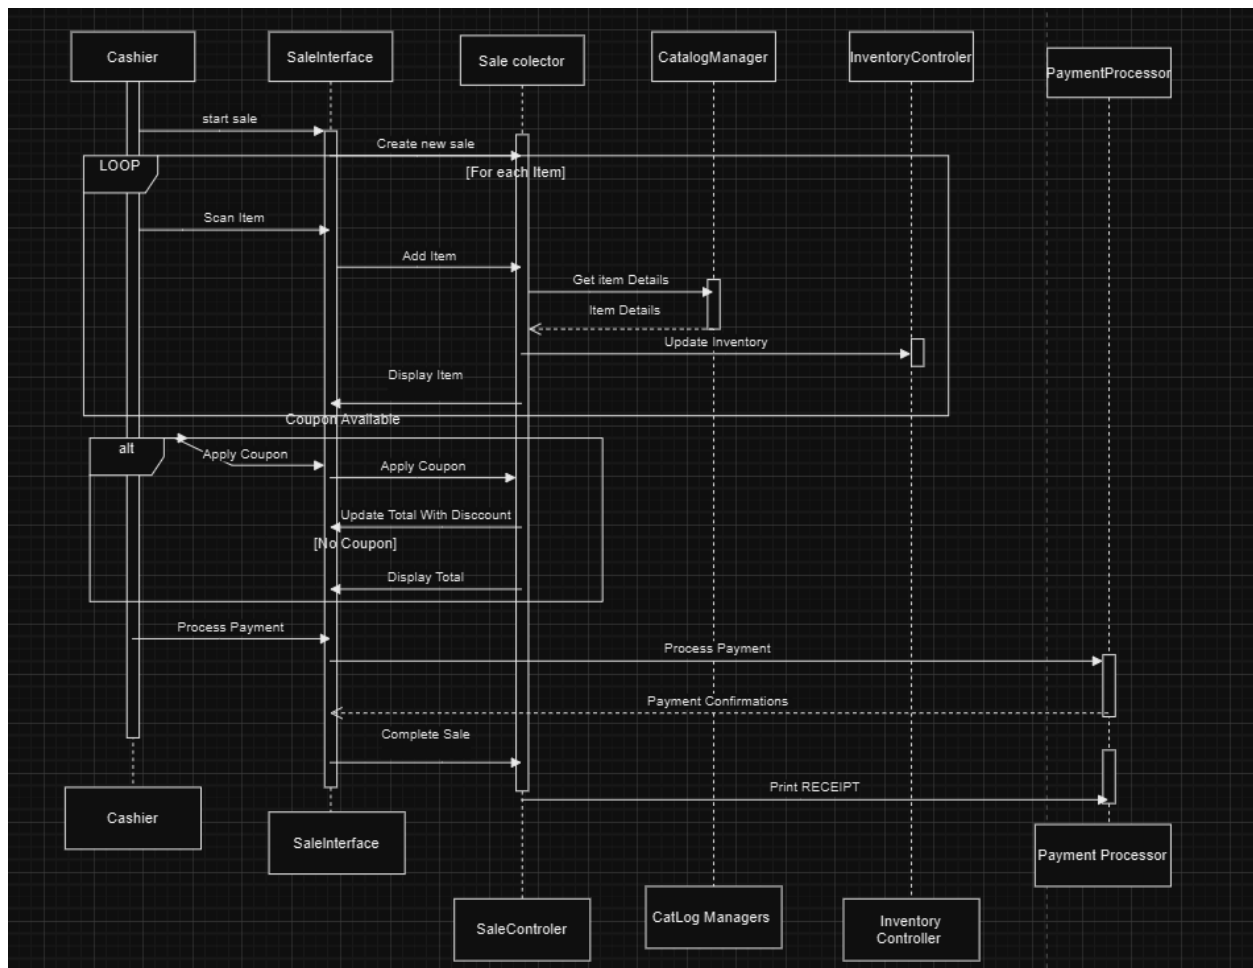 Cashier
SaleInterface
Sale colector
CatalogManager
InventoryControler
PaymentProcessor
start sale
Create new sale
LOOP
[For each Item]
Scan Item
Add Item
Get item Details
Item Details
Update Inventory
Display Item
Coupon Available
alt
Apply Coupon
Apply Coupon
Update Total With Disccount
[No Coupon]
Display Total
Process Payment
Process Payment
Payment Confirmations
Complete Sale
Print RECEIPT
Cashier
SaleInterface
Payment Processor
SaleControler
CatLog Managers
Inventory
Controller